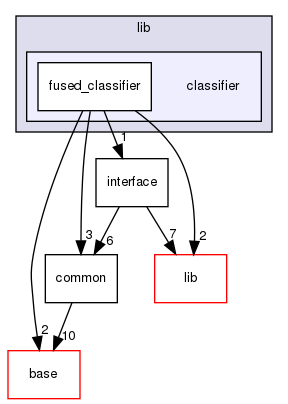 lib
fused_classifier
classifier
1
interface
3
6
7
2
common
lib
2
10
base